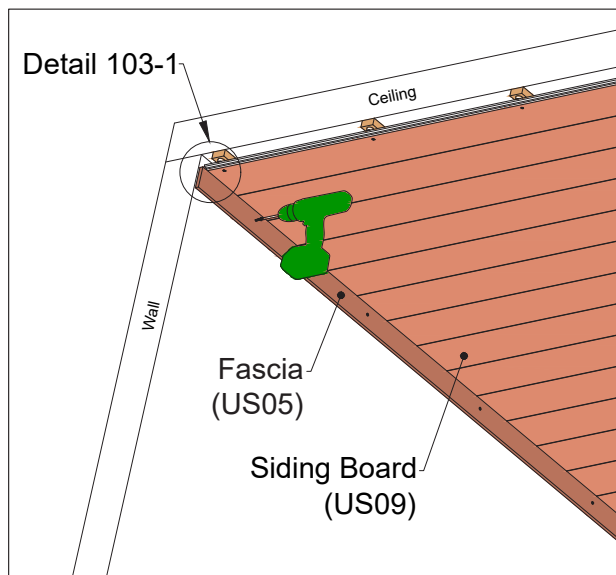 Detail 103-1
Ceiling
Wall
Fascia
(US05)
Siding Board
(US09)